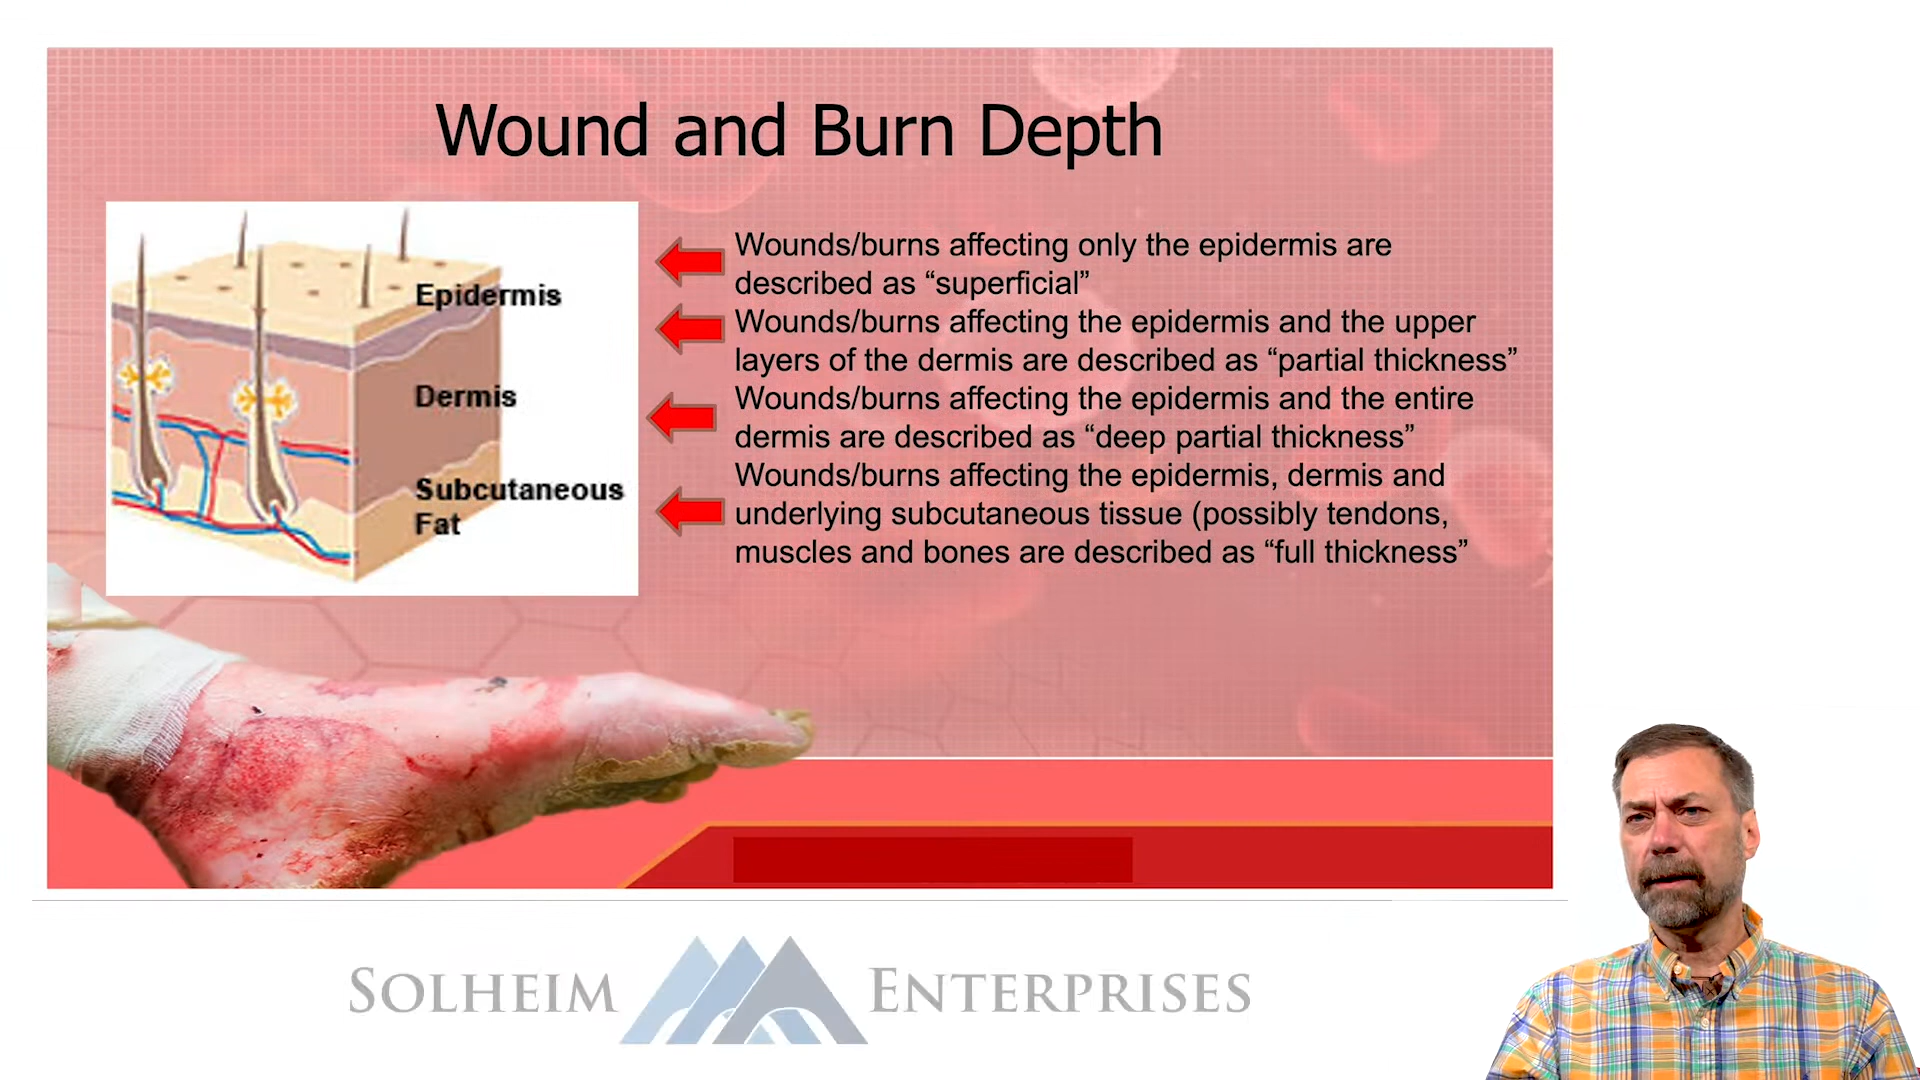 Wound and Burn Depth
Epidermis
Dermis
Subcutaneous
Fat
Wounds/burns affecting only the epidermis are
described as “superficial”
Wounds/burns affecting the epidermis and the upper
layers of the dermis are described as “partial thickness”
Wounds/burns affecting the epidermis and the entire
dermis are described as “deep partial thickness”
Wounds/burns affecting the epidermis, dermis and
underlying subcutaneous tissue (possibly tendons,
muscles and bones are described as “full thickness”
SOLHEIM ENTERPRISES